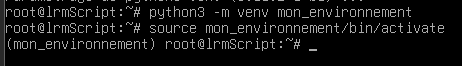 root@lrmScript:~# python3 -m venv mon_environnement
root@lrmScript:~# source mon_environnement/bin/activate
(mon_environnement) root@lrmScript:~# _